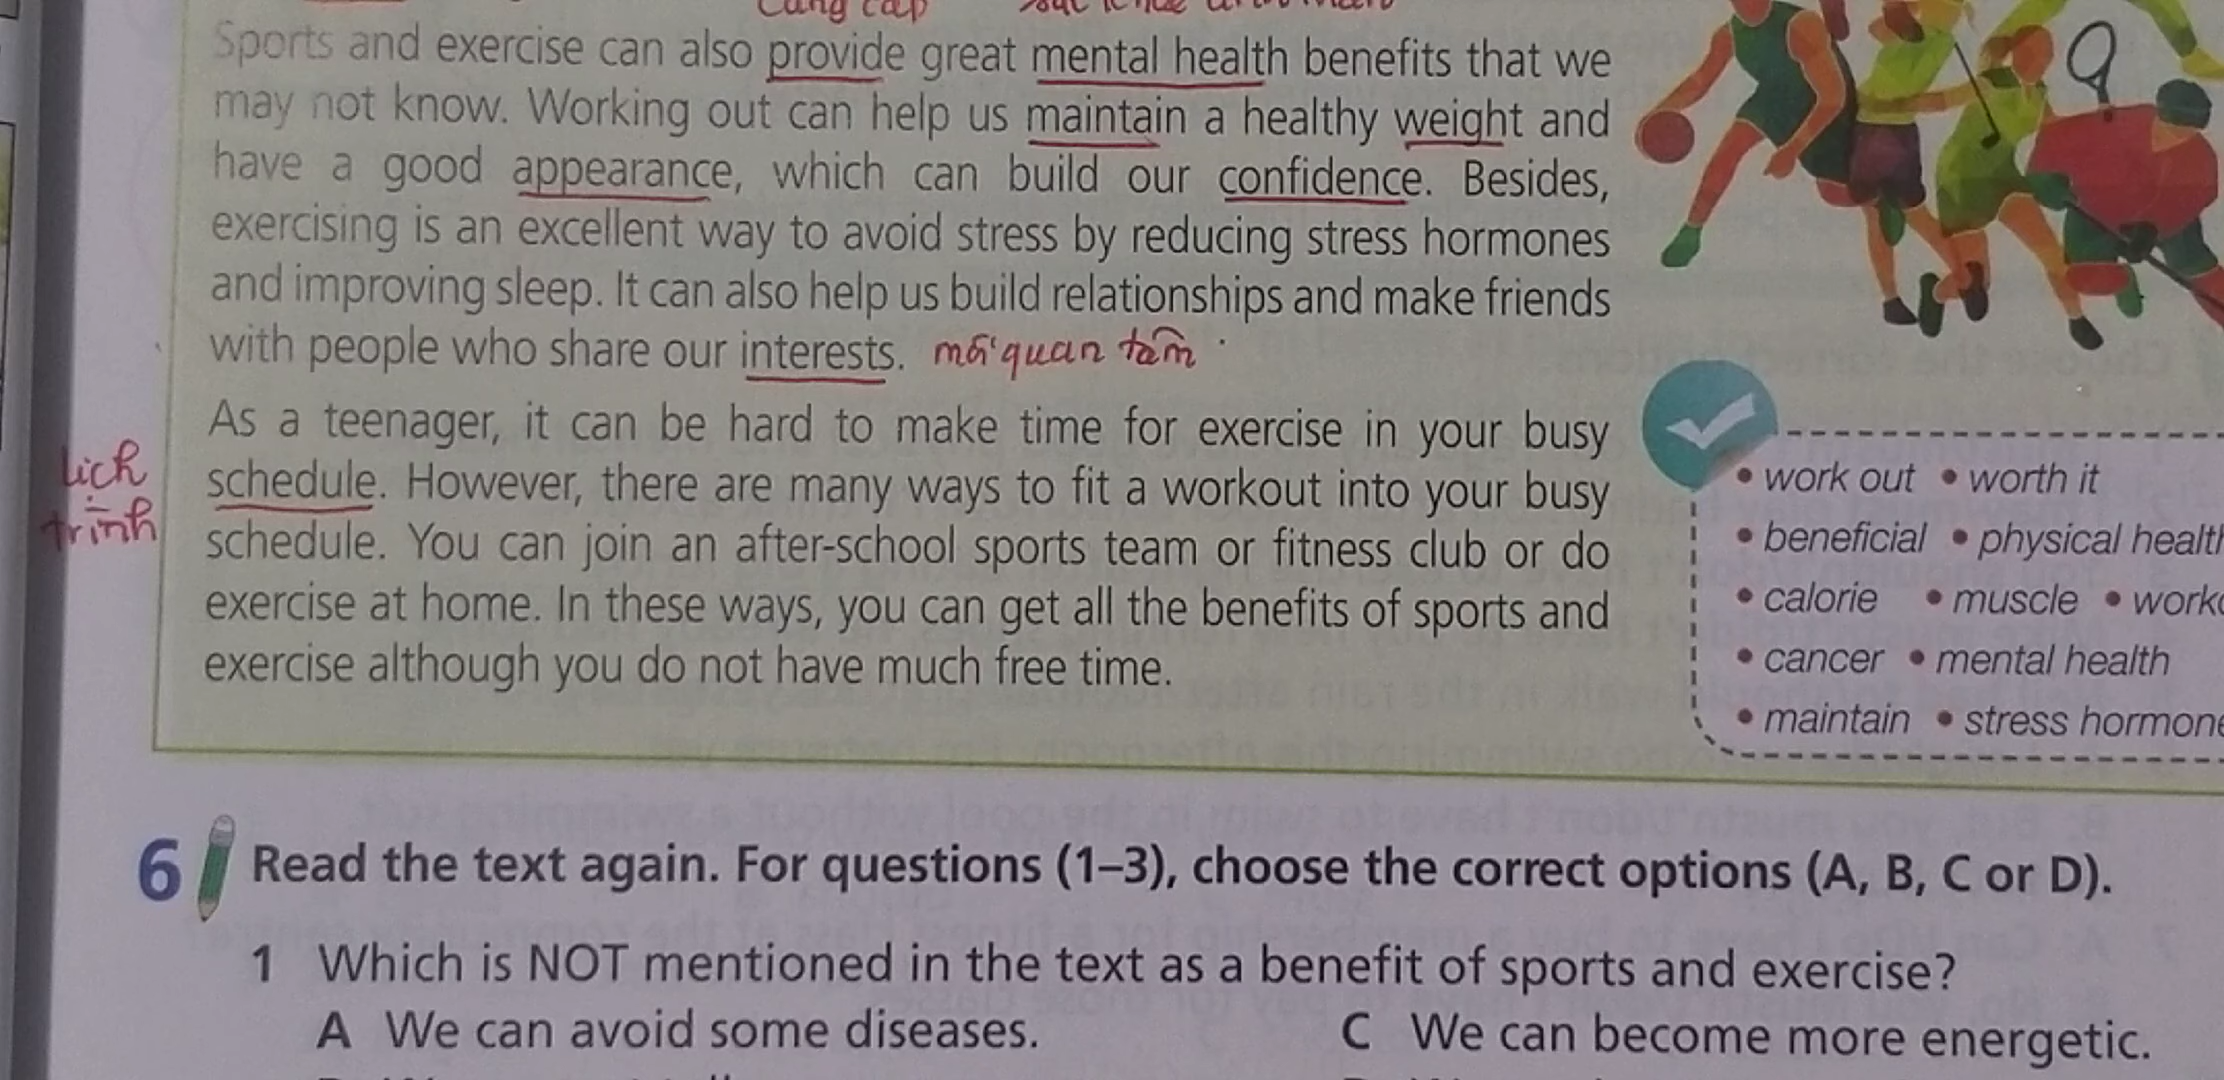 cung cấp
Sports and exercise can also provide great mental health benefits that we
may not know. Working out can help us maintain a healthy weight and
have a good appearance, which can build our confidence. Besides,
exercising is an excellent way to avoid stress by reducing stress hormones
and improving sleep. It can also help us build relationships and make friends
with people who share our interests. mối quan tâm
As a teenager, it can be hard to make time for exercise in your busy
schedule. However, there are many ways to fit a workout into your busy
schedule. You can join an after-school sports team or fitness club or do
exercise at home. In these ways, you can get all the benefits of sports and
exercise although you do not have much free time.
lịch
trình
• work out • worth it
• beneficial • physical health
• calorie • muscle
• cancer • mental health
• maintain • stress hormone
6 Read the text again. For questions (1–3), choose the correct options (A, B, C or D).
1 Which is NOT mentioned in the text as a benefit of sports and exercise?
A We can avoid some diseases.
C We can become more energetic.